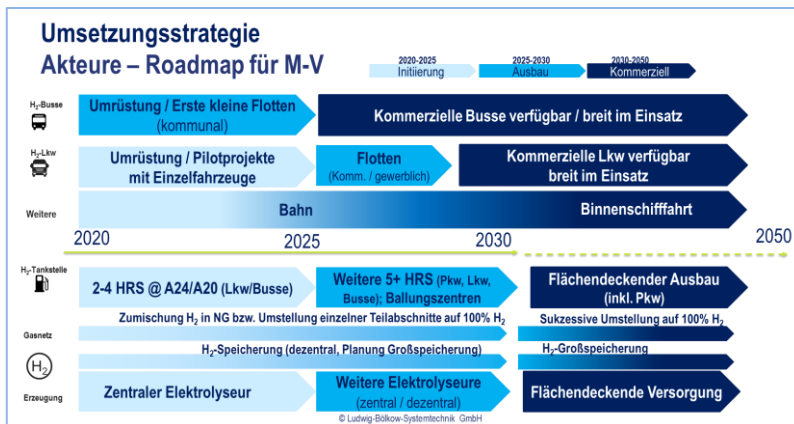 Umsetzungsstrategie
Akteure – Roadmap für M-V
2020-2025
Initiierung
2025-2030
Ausbau
2030-2050
Kommerziell
H₂-Busse
Umrüstung / Erste kleine Flotten
(kommunal)
Kommerzielle Busse verfügbar / breit im Einsatz
H₂-Lkw
Umrüstung / Pilotprojekte
mit Einzelfahrzeuge
Flotten
(Komm. / gewerblich)
Kommerzielle Lkw verfügbar
breit im Einsatz
Weitere
Bahn
Binnenschifffahrt
2020
2025
2030
2050
H₂-Tankstelle
2-4 HRS @ A24/A20 (Lkw/Busse)
Weitere 5+ HRS (Pkw, Lkw,
Busse); Ballungszentren
Flächendeckender Ausbau
(inkl. Pkw)
Zumischung H₂ in NG bzw. Umstellung einzelner Teilabschnitte auf 100% H₂
Sukzessive Umstellung auf 100% H₂
Gasnetz
H₂-Speicherung (dezentral, Planung Großspeicherung)
H₂-Großspeicherung
H₂
Erzeugung
Zentraler Elektrolyseur
Weitere Elektrolyseure
(zentral / dezentral)
Flächendeckende Versorgung
© Ludwig-Bölkow-Systemtechnik GmbH